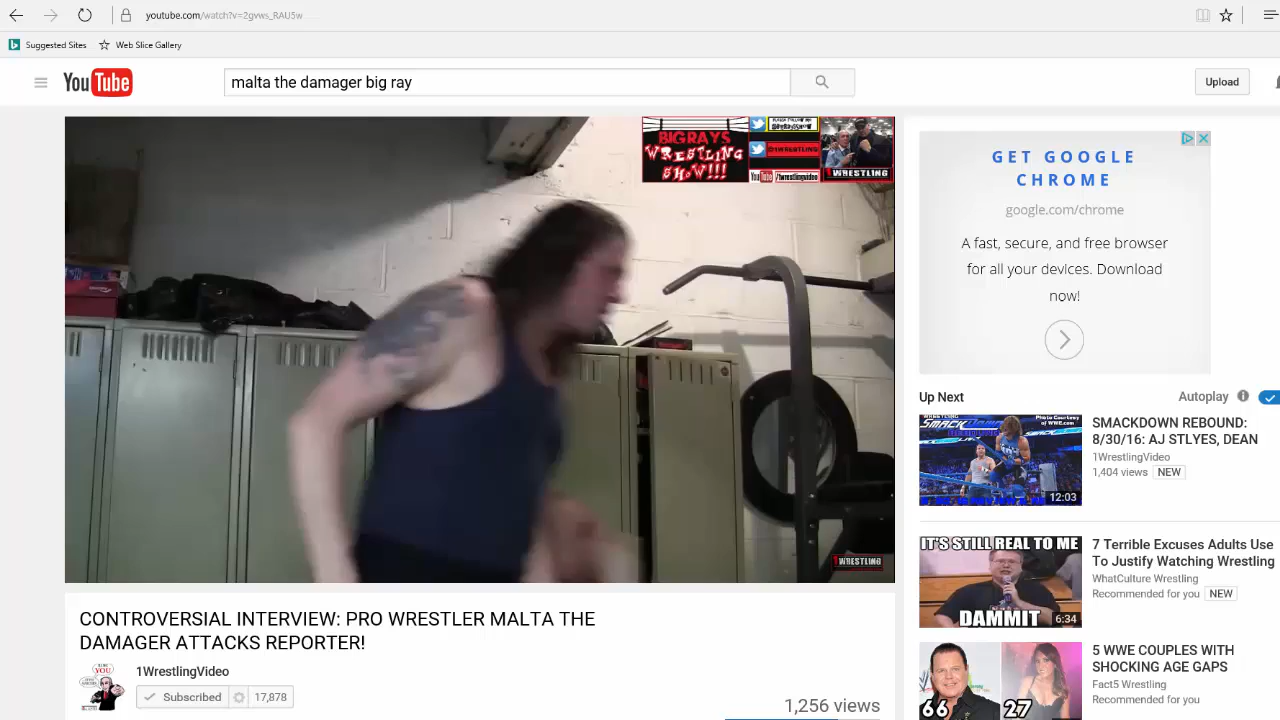 youtube.com/watch?v=2gvws_RAU5w
Suggested Sites
Web Slice Gallery
YouTube
malta the damager big ray
Upload
BIGRAYS
WRESTLING
SHOW!!!
@1WRESTLING
YouTube /1wrestlingvideo
1WRESTLING
1WRESTLING
GET GOOGLE
CHROME
google.com/chrome
A fast, secure, and free browser
for all your devices. Download
now!
Up Next
Autoplay
SMACKDOWN
12:03
SMACKDOWN REBOUND:
8/30/16: AJ STLYES, DEAN
1WrestlingVideo
1,404 views NEW
IT'S STILL REAL TO ME
DAMMIT
6:34
7 Terrible Excuses Adults Use
To Justify Watching Wrestling
WhatCulture Wrestling
Recommended for you NEW
66
27
5 WWE COUPLES WITH
SHOCKING AGE GAPS
Fact5 Wrestling
Recommended for you
CONTROVERSIAL INTERVIEW: PRO WRESTLER MALTA THE
DAMAGER ATTACKS REPORTER!
1WrestlingVideo
Subscribed 17,878
1,256 views